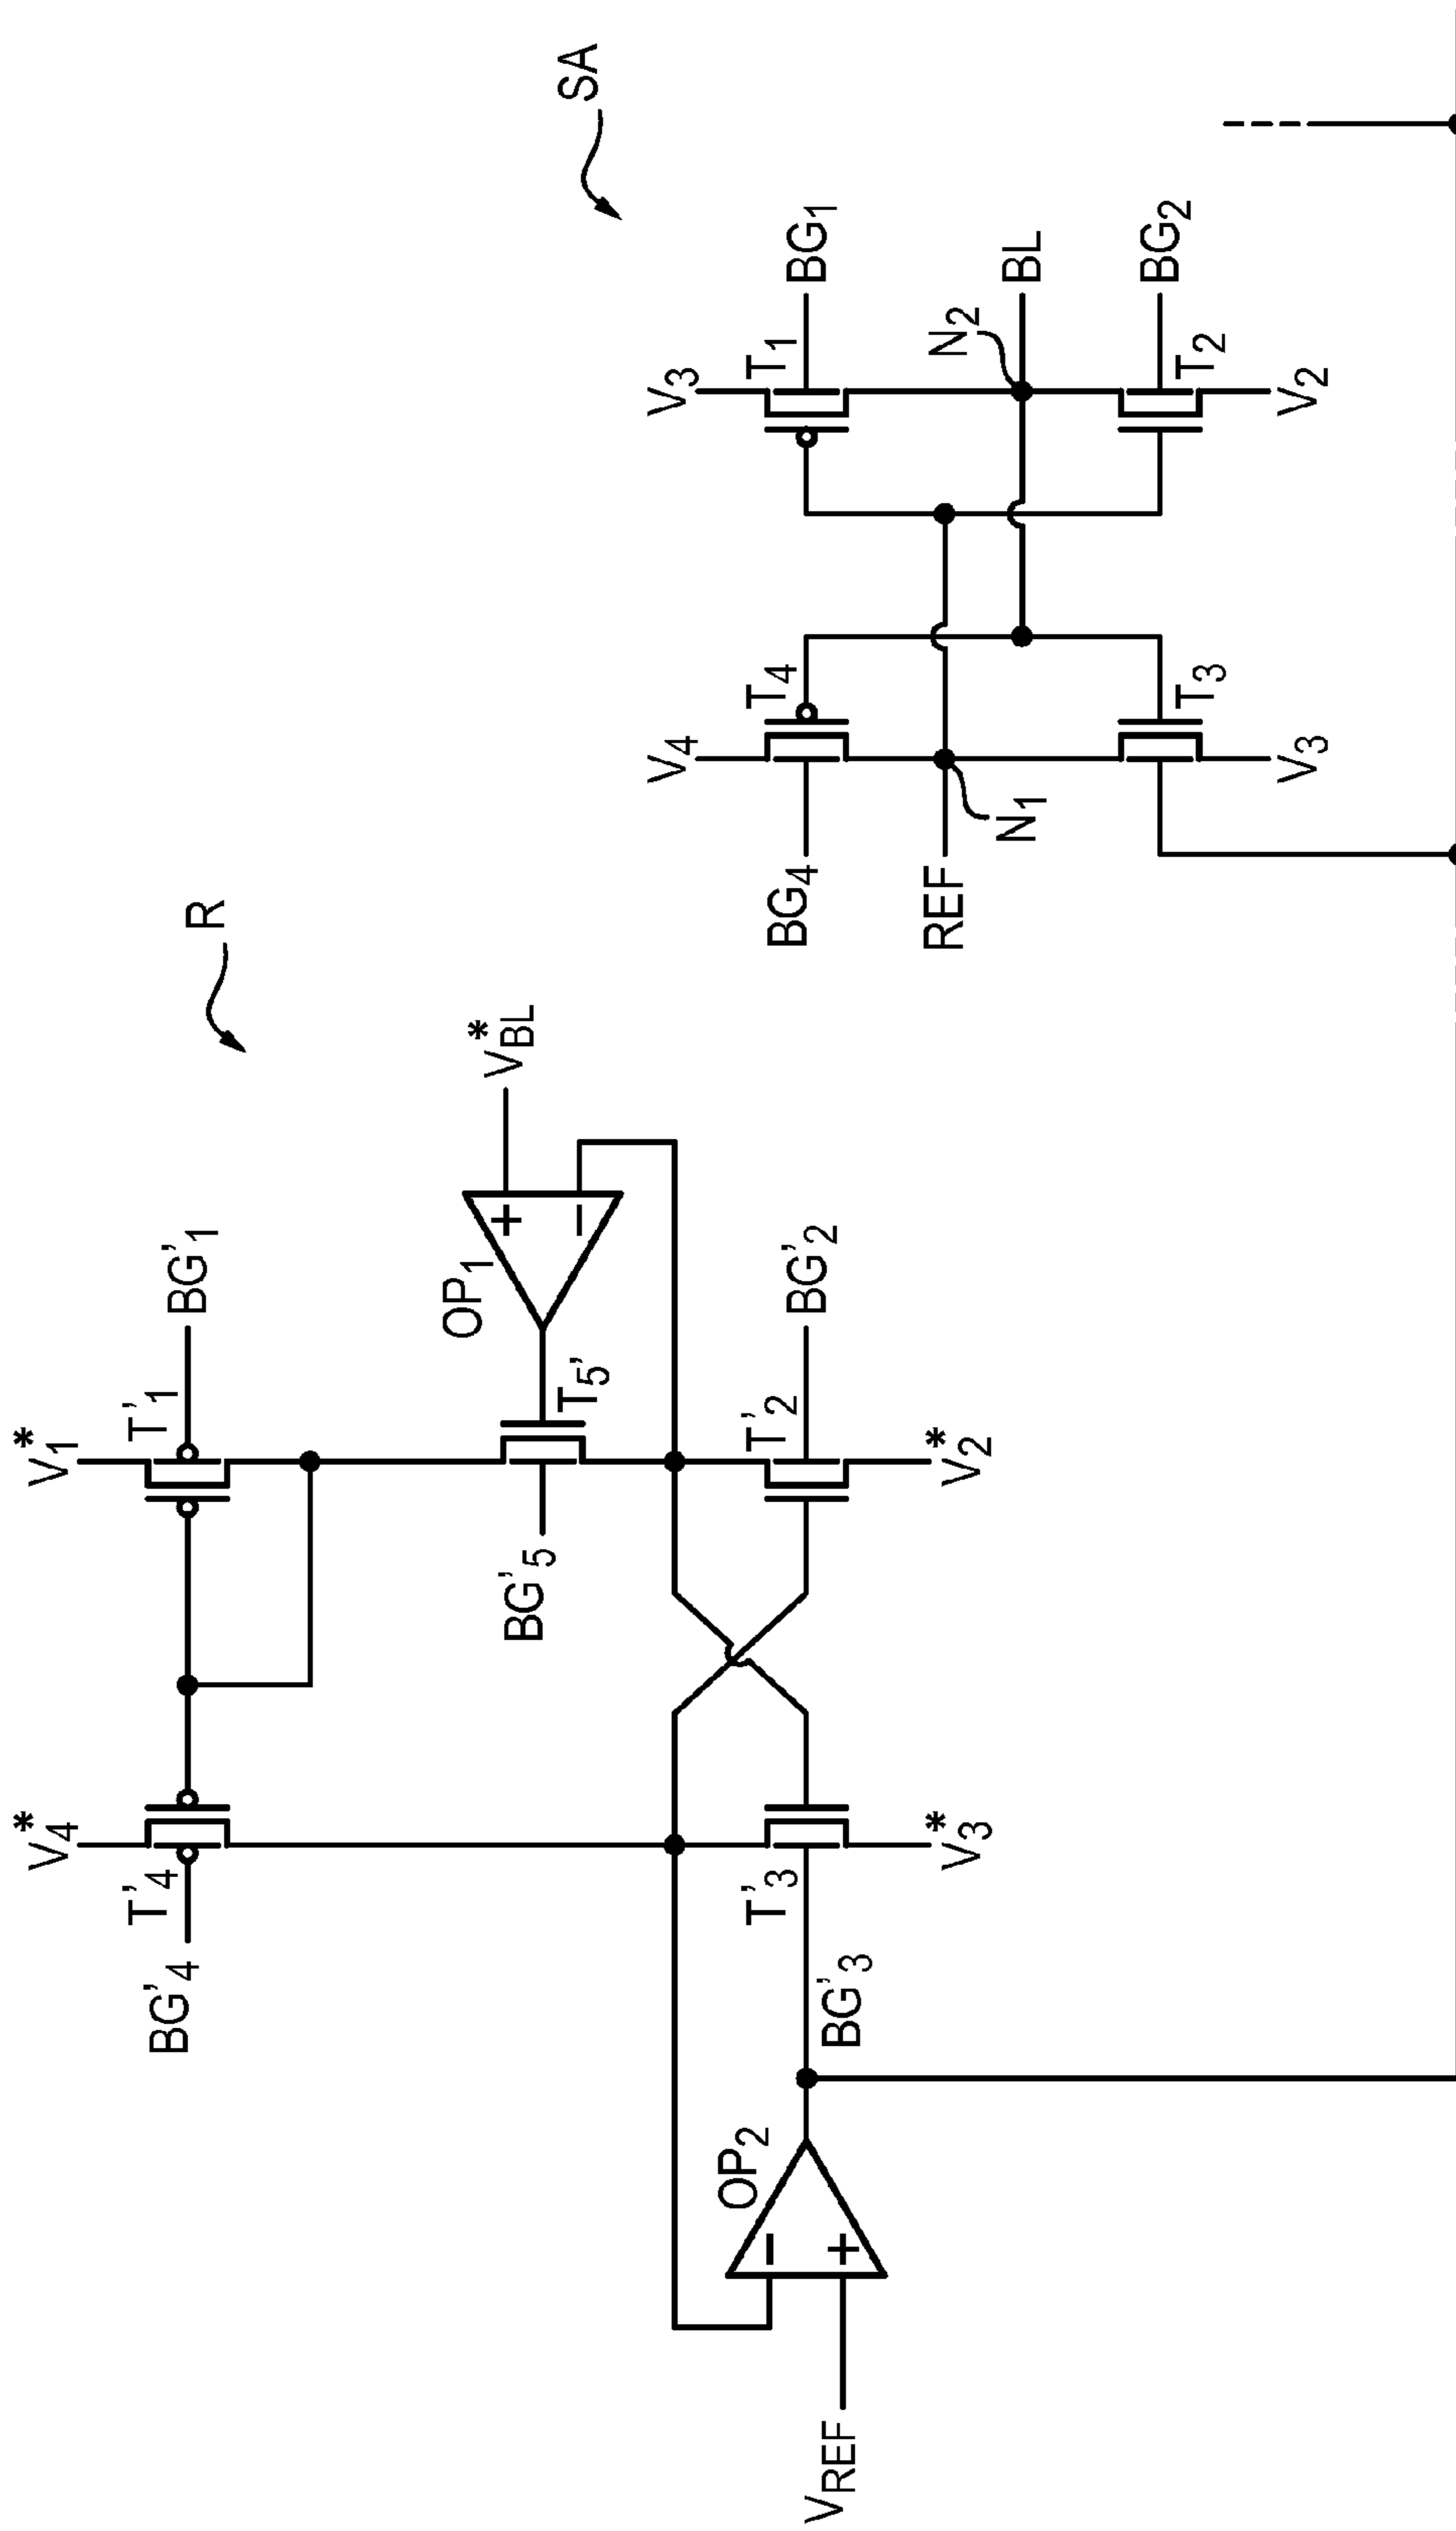 R
SA
V*1
T'1
BG'1
V*4
T'4
BG'4
V*BL
+
−
OP1
T5'
BG'5
T'2
BG'2
V*2
T'3
V*3
BG'3
OP2
−
+
VREF
V3
T1
BG1
V4
T4
BG4
N2
BL
REF
N1
T2
BG2
V2
T3
V3